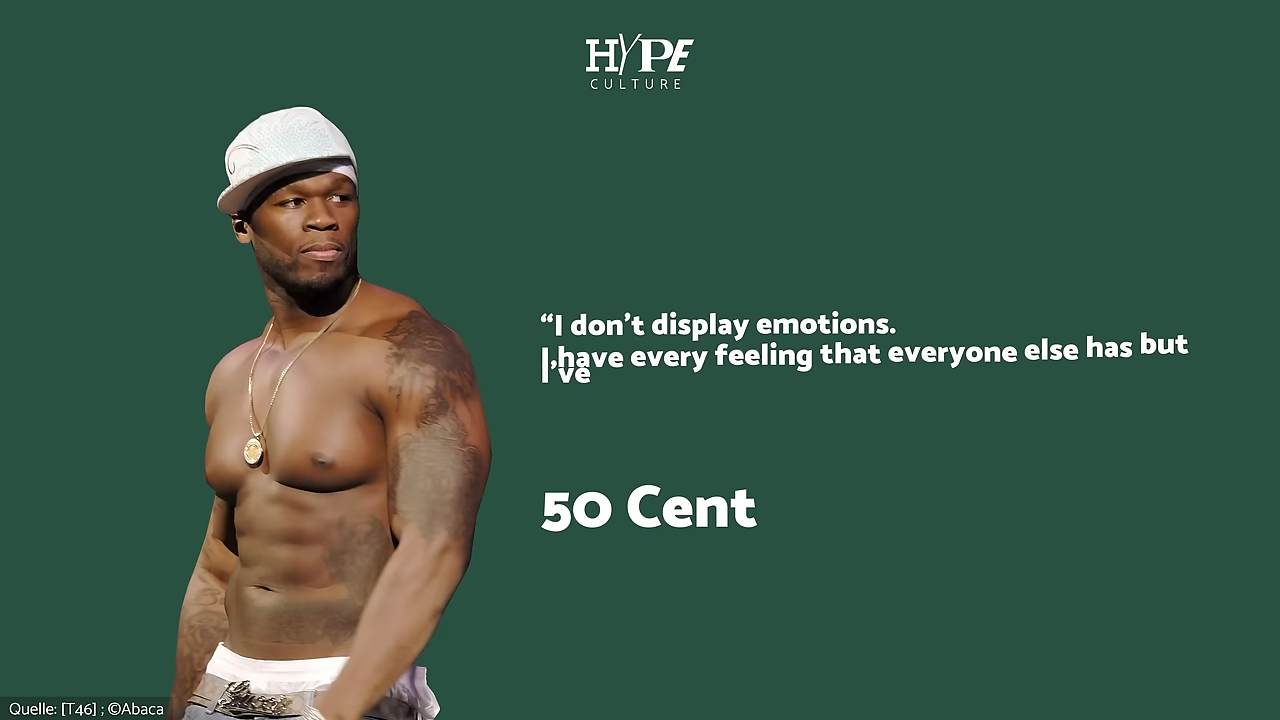 HYPE
CULTURE
“I don’t display emotions.
I have every feeling that everyone else has but
I’ve
50 Cent
Quelle: [T46] ; ©Abaca